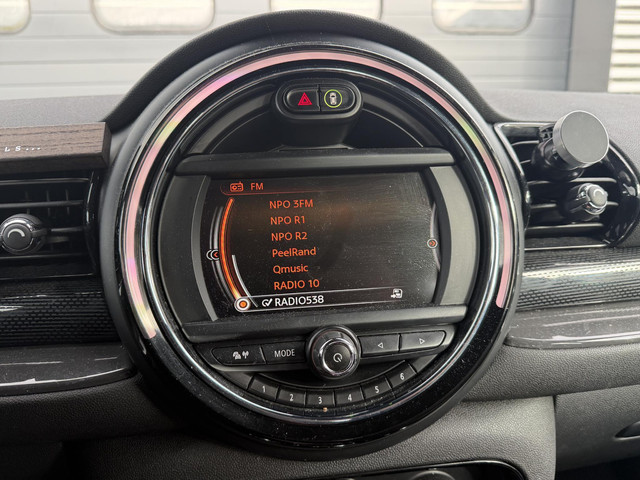 LS...
FM
NPO 3FM
NPO R1
NPO R2
PeelRand
Qmusic
RADIO 10
RADIO538
MODE
1 2 3 4 5 6